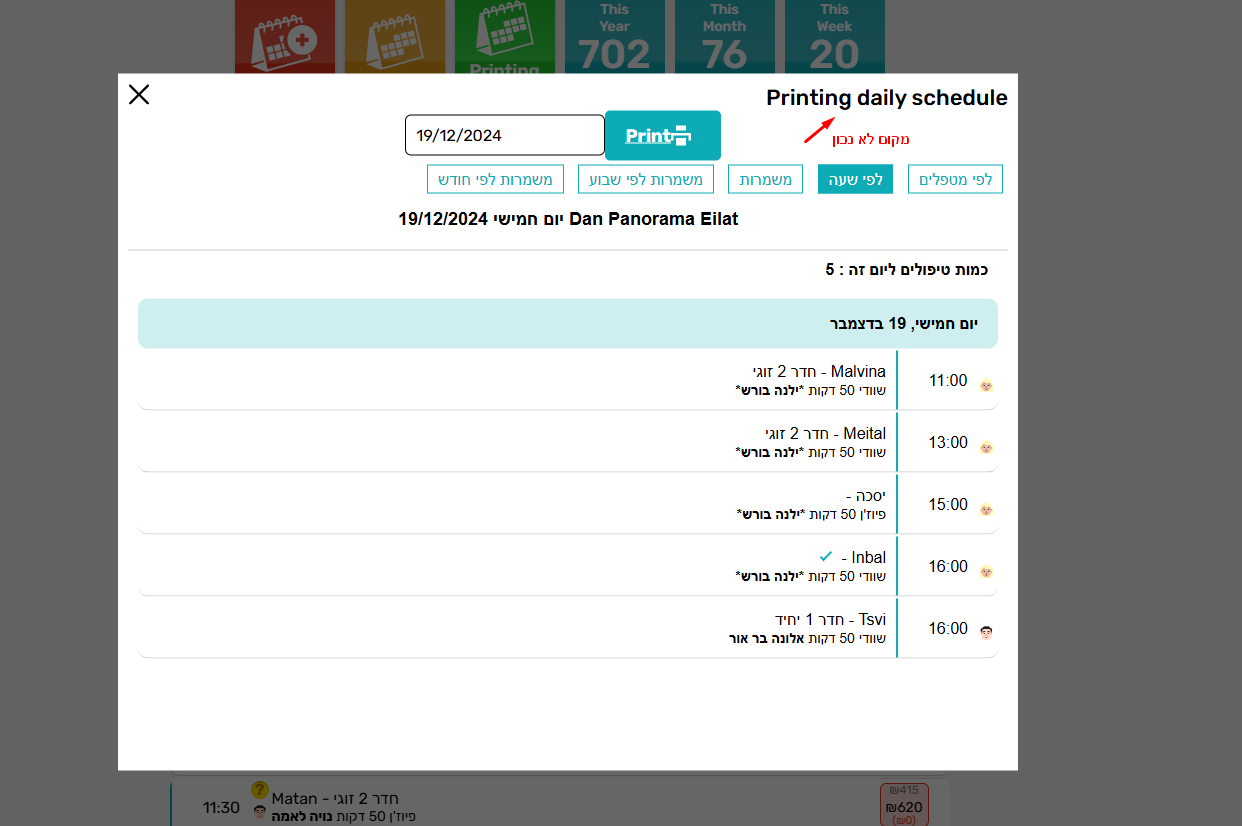 This Year
702
This Month
76
This Week
20
Printing
Printing daily schedule
מקום לא נכון
19/12/2024
Print
לפי מטפלים
לפי שעה
משמרות
משמרות לפי שבוע
משמרות לפי חודש
Dan Panorama Eilat יום חמישי 19/12/2024
כמות טיפולים ליום זה : 5
יום חמישי, 19 בדצמבר
11:00
Malvina - חדר 2 זוגי
שוודי 50 דקות *ילנה בורש*
13:00
Meital - חדר 2 זוגי
שוודי 50 דקות *ילנה בורש*
15:00
יסכה -
פיוז'ן 50 דקות *ילנה בורש*
16:00
Inbal - ✓
שוודי 50 דקות *ילנה בורש*
16:00
Tsvi - חדר 1 יחיד
שוודי 50 דקות אלונה בר אור
11:30
?
Matan - חדר 2 זוגי
פיוז'ן 50 דקות נויה לאמה
₪415
₪620
(₪0)